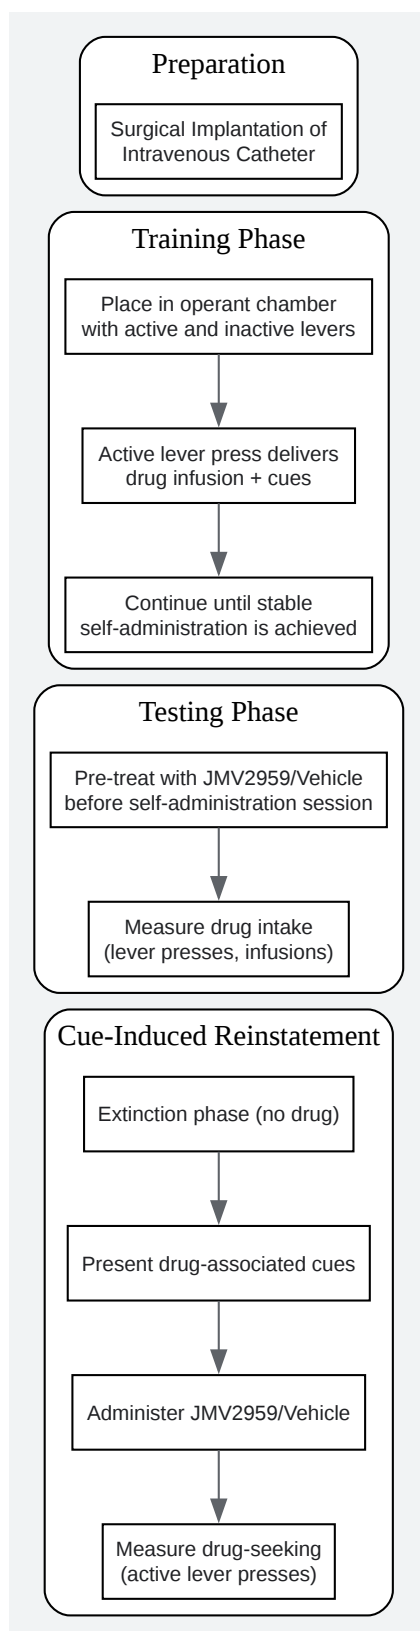 Preparation
Surgical Implantation of
Intravenous Catheter
Training Phase
Place in operant chamber
with active and inactive levers
Active lever press delivers
drug infusion + cues
Continue until stable
self-administration is achieved
Testing Phase
Pre-treat with JMV2959/Vehicle
before self-administration session
Measure drug intake
(lever presses, infusions)
Cue-Induced Reinstatement
Extinction phase (no drug)
Present drug-associated cues
Administer JMV2959/Vehicle
Measure drug-seeking
(active lever presses)